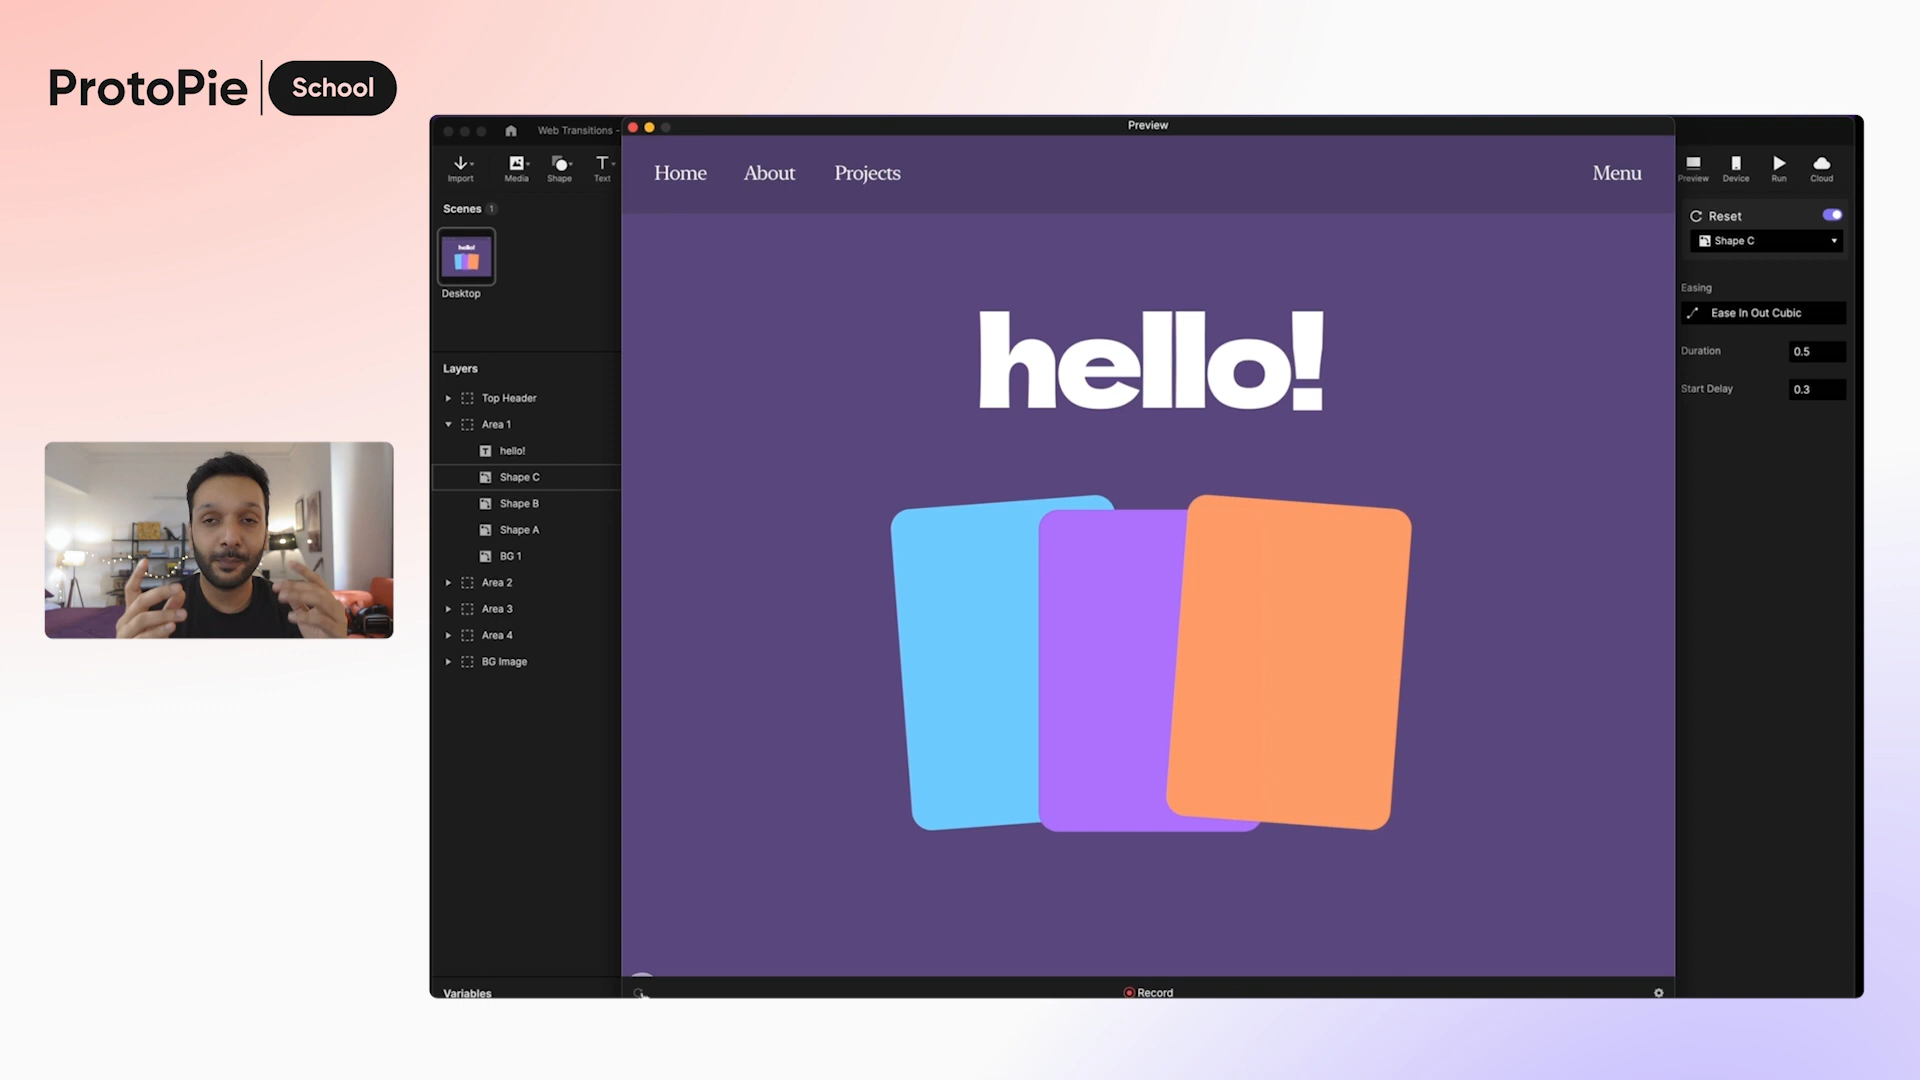 ProtoPie School
Web Transitions -
Preview
Import
Media
Shape
Text
Home
About
Projects
Menu
Preview
Device
Run
Cloud
Scenes 1
hello!
Desktop
Reset
Shape C
Easing
Ease In Out Cubic
Duration
0.5
Start Delay
0.3
hello!
Layers
Top Header
Area 1
T hello!
Shape C
Shape B
Shape A
BG 1
Area 2
Area 3
Area 4
BG Image
Variables
Record